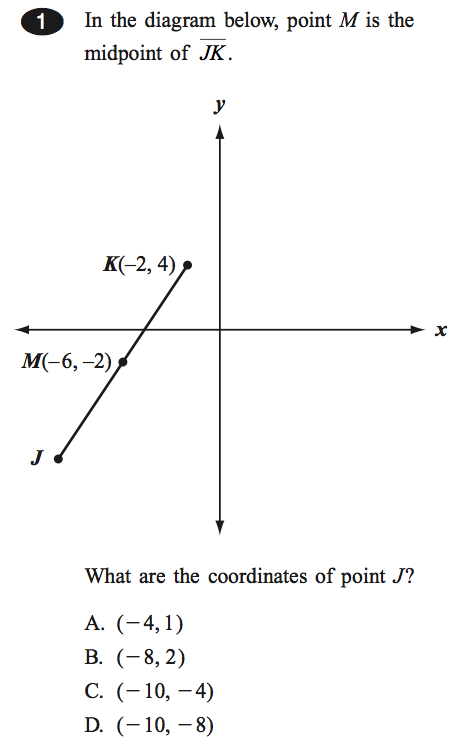 1 In the diagram below, point M is the
midpoint of JK.
y
K(–2, 4)
x
M(–6, –2)
J
What are the coordinates of point J?
A. (−4, 1)
B. (−8, 2)
C. (−10, −4)
D. (−10, −8)